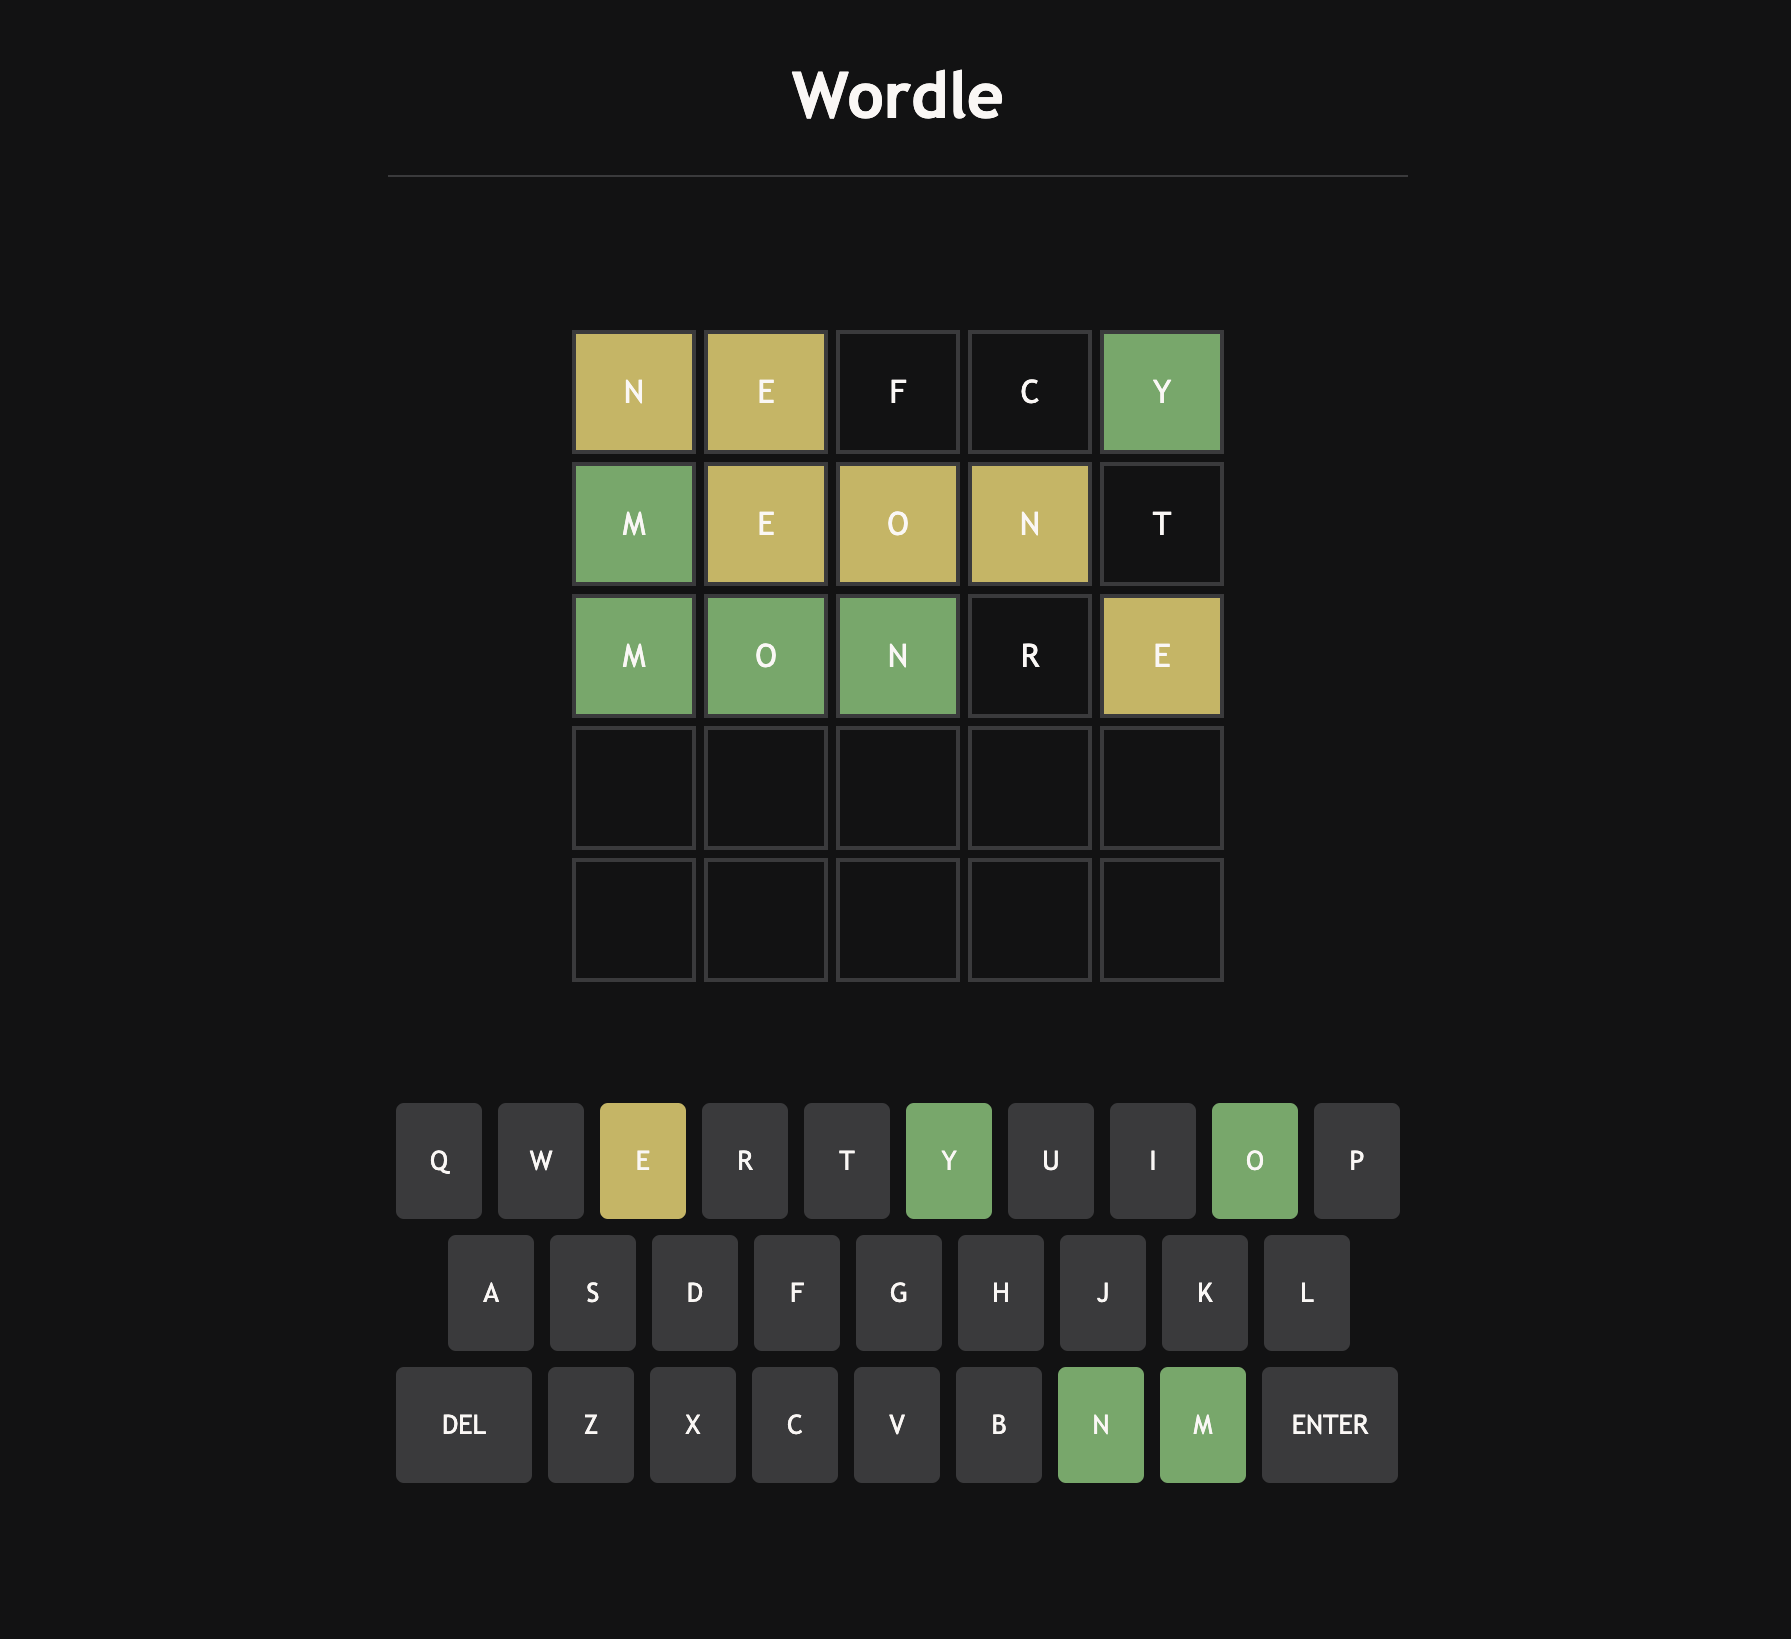 Wordle
N E F C Y
M E O N T
M O N R E
Q W E R T Y U I O P
A S D F G H J K L
DEL Z X C V B N M ENTER